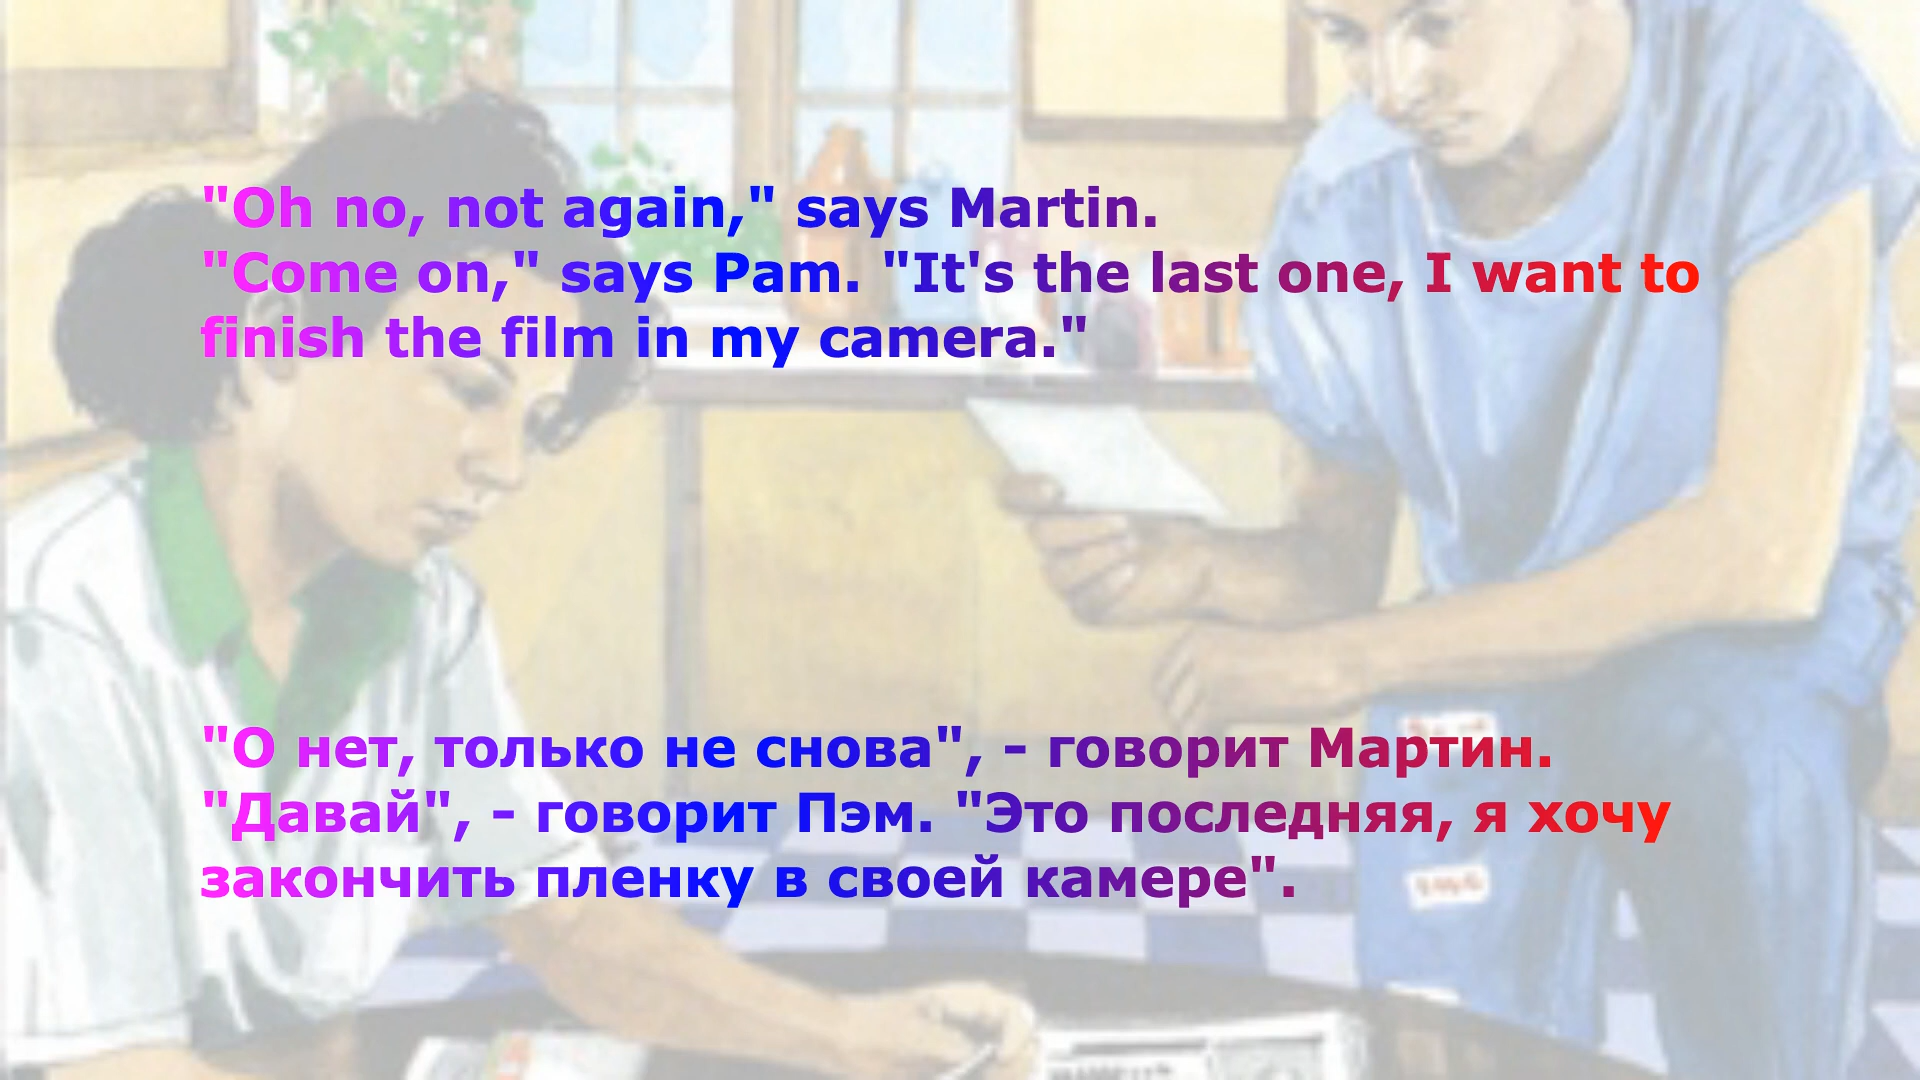 "Oh no, not again," says Martin.
"Come on," says Pam. "It's the last one, I want to
finish the film in my camera."
"О нет, только не снова", - говорит Мартин.
"Давай", - говорит Пэм. "Это последняя, я хочу
закончить пленку в своей камере".